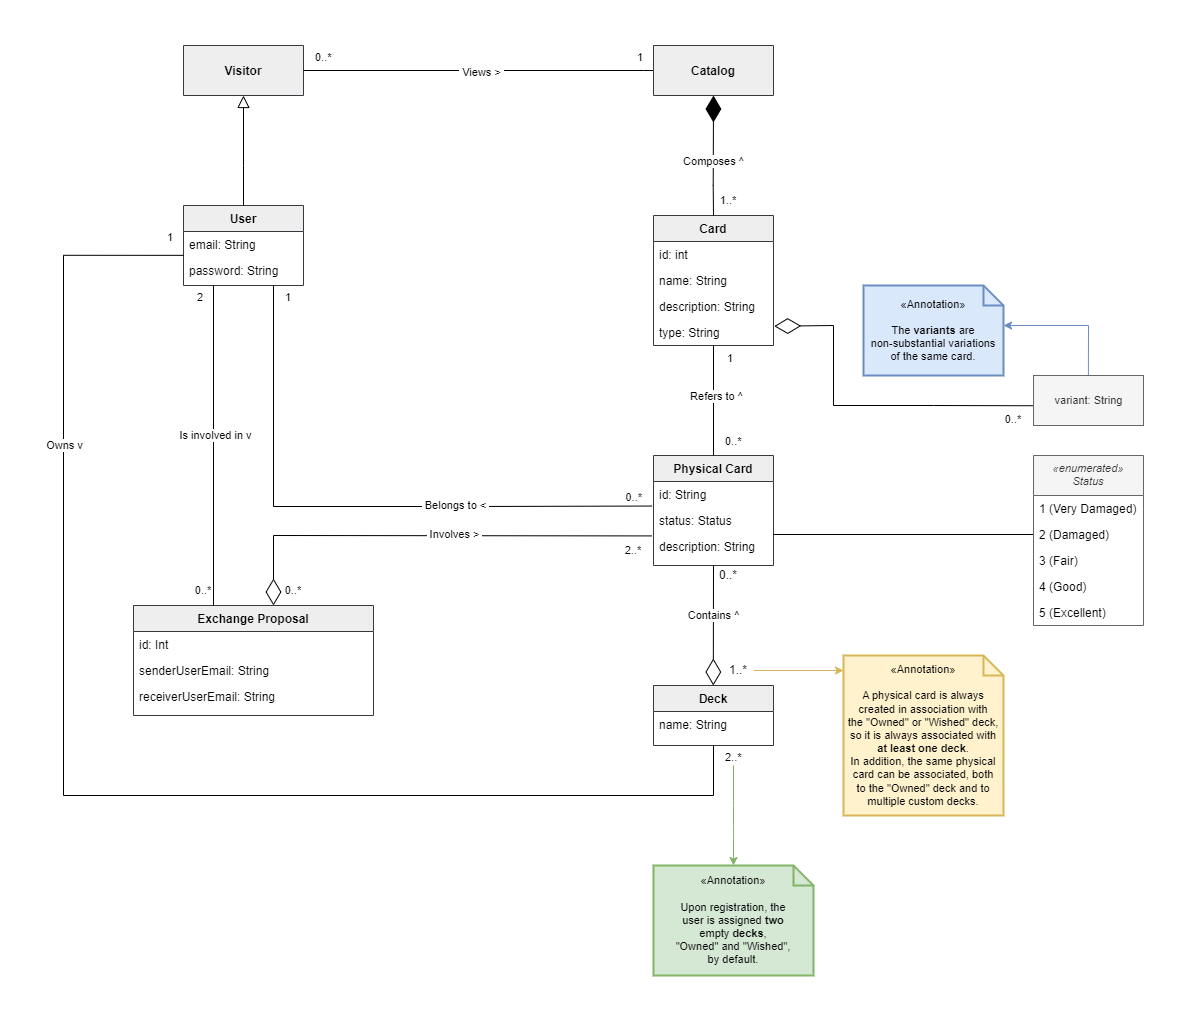 Visitor
0..*
Views >
1
Catalog
Composes ^
1..*
User
email: String
password: String
1
2
1
Card
id: int
name: String
description: String
type: String
1
«Annotation»
The variants are
non-substantial variations
of the same card.
variant: String
0..*
Refers to ^
0..*
Owns v
Is involved in v
Physical Card
id: String
status: Status
description: String
«enumerated»
Status
1 (Very Damaged)
2 (Damaged)
3 (Fair)
4 (Good)
5 (Excellent)
Belongs to <
0..*
Involves >
2..*
0..*
0..*
0..*
Exchange Proposal
id: Int
senderUserEmail: String
receiverUserEmail: String
Contains ^
1..*
Deck
name: String
2..*
«Annotation»
A physical card is always
created in association with
the "Owned" or "Wished" deck,
so it is always associated with
at least one deck.
In addition, the same physical
card can be associated, both
to the "Owned" deck and to
multiple custom decks.
«Annotation»
Upon registration, the
user is assigned two
empty decks,
"Owned" and "Wished",
by default.